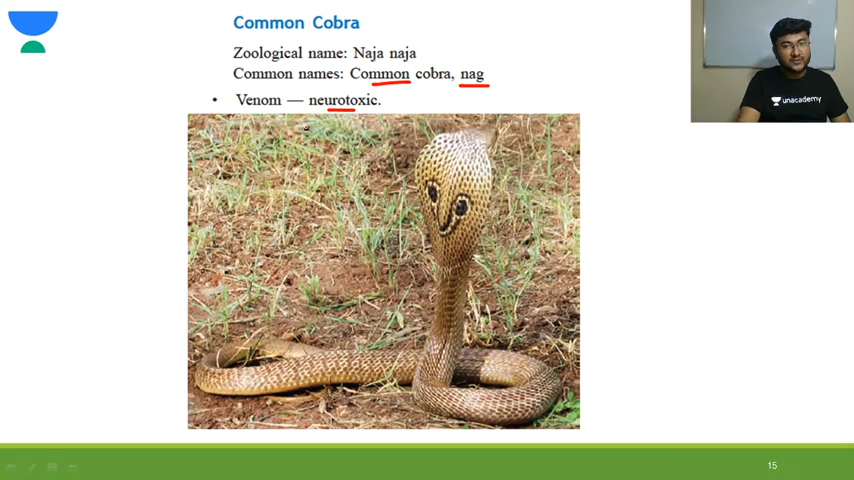 Common Cobra
Zoological name: Naja naja
Common names: Common cobra, nag
• Venom — neurotoxic.
unacademy
15